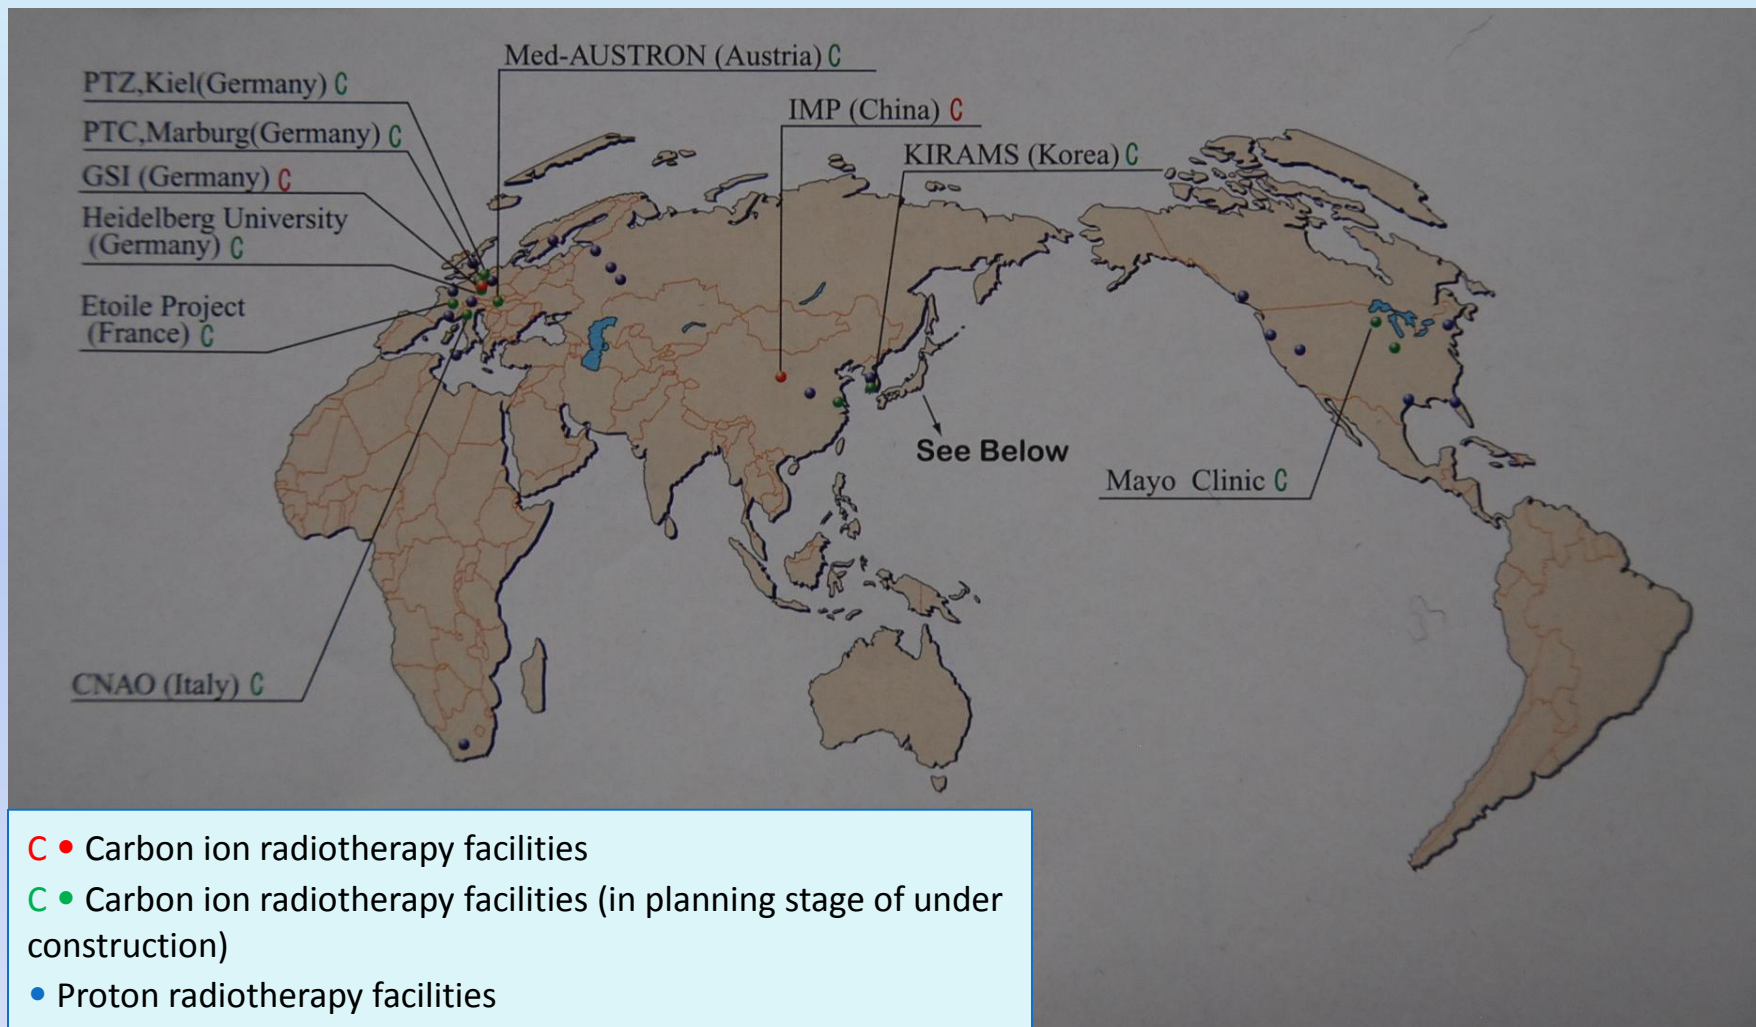 Med-AUSTRON (Austria) C
PTZ,Kiel(Germany) C
IMP (China) C
PTC,Marburg(Germany) C
KIRAMS (Korea) C
GSI (Germany) C
Heidelberg University
(Germany) C
Etoile Project
(France) C
See Below
Mayo Clinic C
CNAO (Italy) C
C • Carbon ion radiotherapy facilities
C • Carbon ion radiotherapy facilities (in planning stage of under
construction)
• Proton radiotherapy facilities